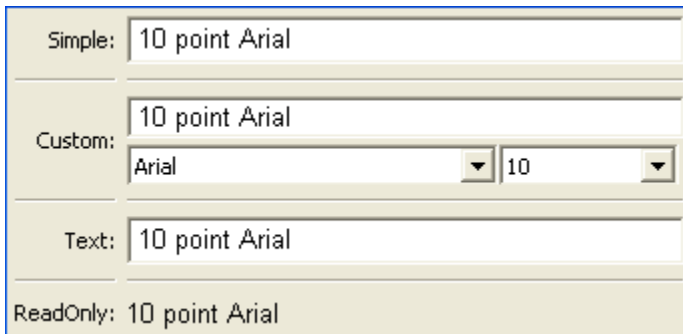 Simple: 10 point Arial
Custom: 10 point Arial
Arial 10
Text: 10 point Arial
ReadOnly: 10 point Arial